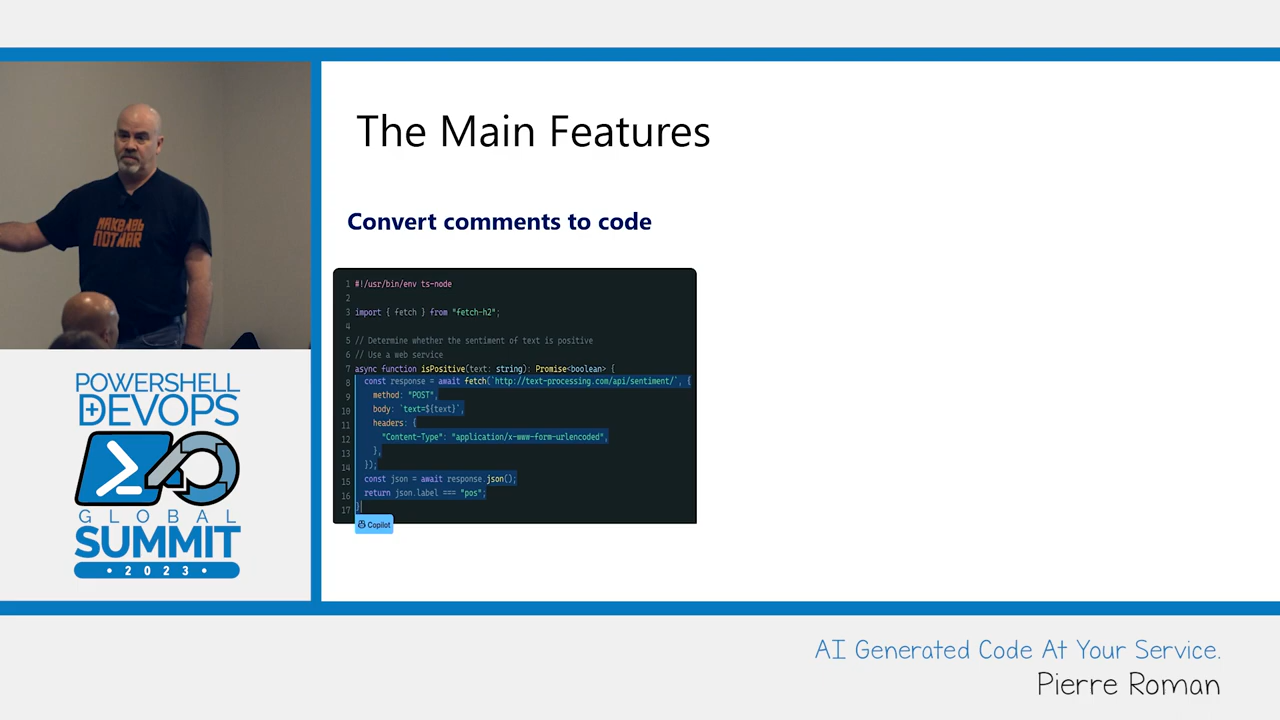 The Main Features
Convert comments to code
1 #!/usr/bin/env ts-node
2
3 import { fetch } from "fetch-h2";
4
5 // Determine whether the sentiment of text is positive
6 // Use a web service
7 async function isPositive(text: string): Promise<boolean> {
8 const response = await fetch(`http://text-processing.com/api/sentiment/`, {
9 method: "POST",
10 body: `text=${text}`,
11 headers: {
12 "Content-Type": "application/x-www-form-urlencoded",
13 },
14 });
15 const json = await response.json();
16 return json.label === "pos";
17 }
Copilot
POWERSHELL
+ DEVOPS
GLOBAL
SUMMIT
• 2023 •
AI Generated Code At Your Service.
Pierre Roman